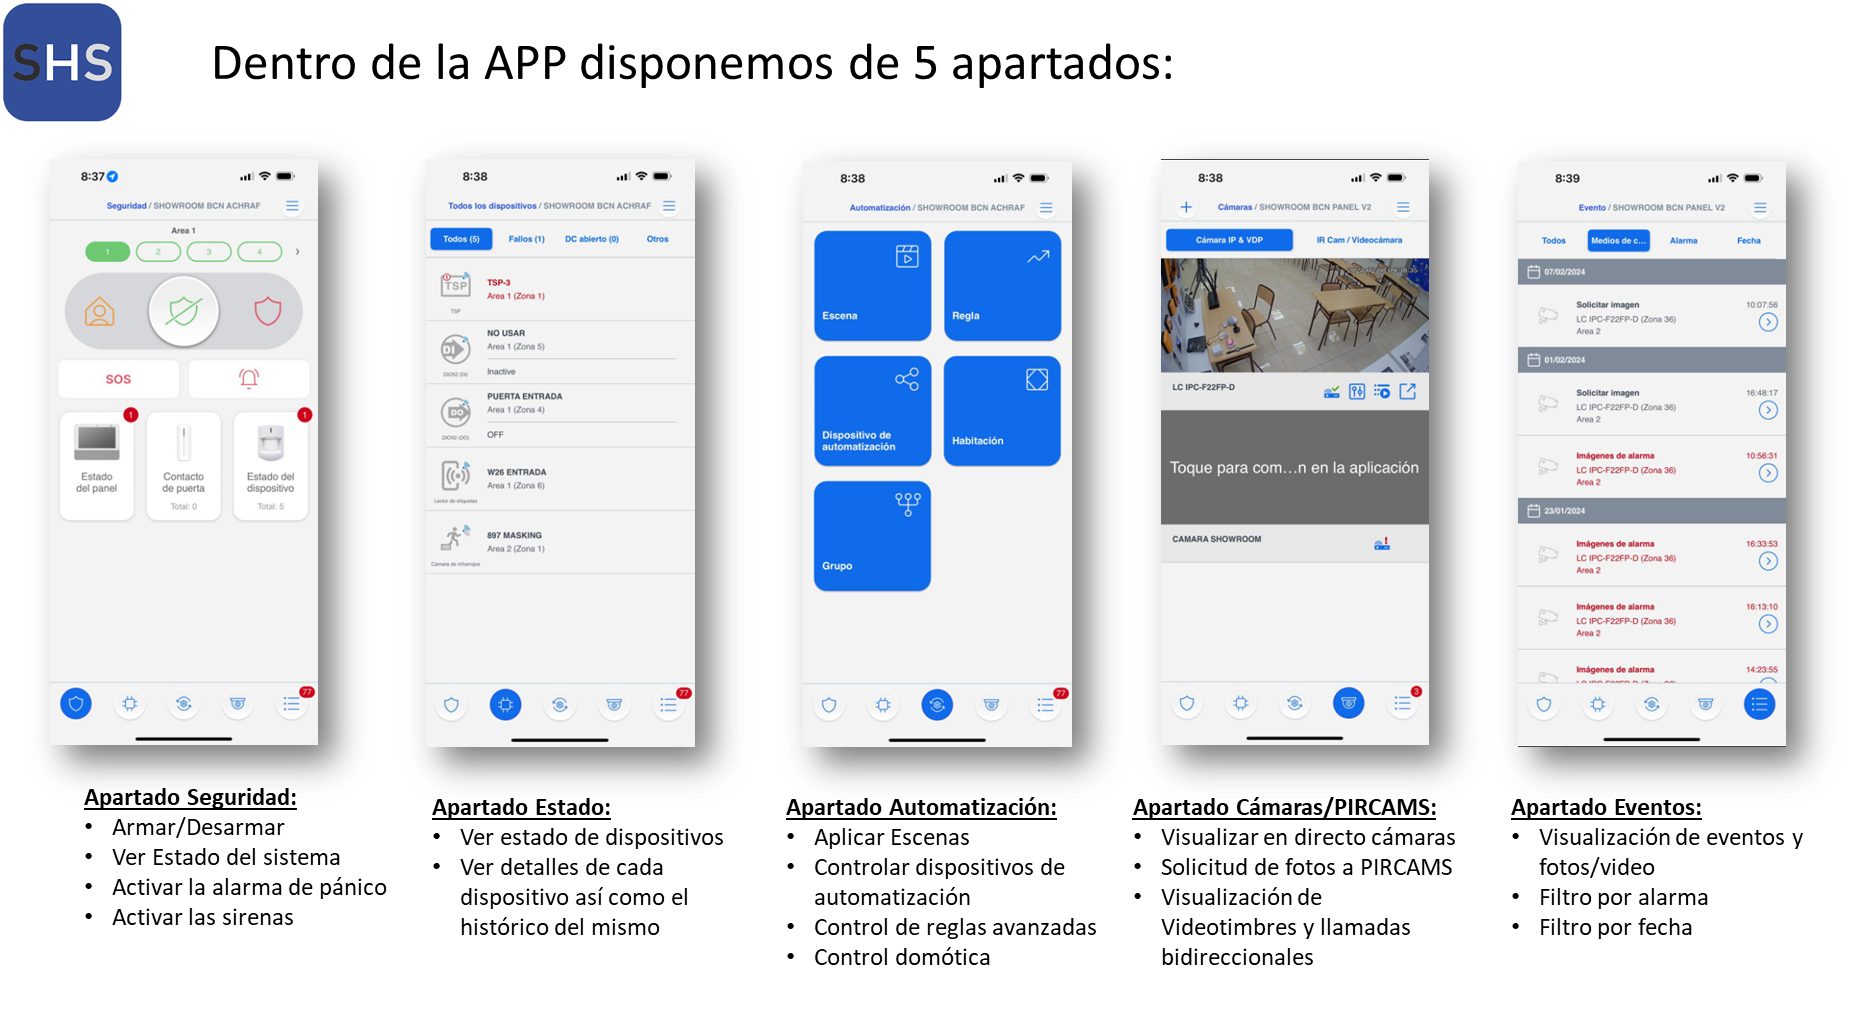 SHS
Dentro de la APP disponemos de 5 apartados:
8:37
Seguridad / SHOWROOM BCN ACHRAF
Area 1
1 2 3 4
SOS
1
1
Estado
del panel
Contacto
de puerta
Total: 0
Estado del
dispositivo
Total: 5
77
8:38
Todos los dispositivos / SHOWROOM BCN ACHRAF
Todos (5) Fallos (1) DC abierto (0) Otros
TSP
TSP
TSP-3
Area 1 (Zona 1)
DI
DIOS2 (DI)
NO USAR
Area 1 (Zona 5)
Inactive
DO
DIOS2 (DO)
PUERTA ENTRADA
Area 1 (Zona 4)
OFF
W26 ENTRADA
Area 1 (Zona 6)
Lector de etiquetas
897 MASKING
Area 2 (Zona 1)
Cámara de infrarrojos
77
8:38
Automatización / SHOWROOM BCN ACHRAF
Escena
Regla
Dispositivo de
automatización
Habitación
Grupo
77
8:38
Cámaras / SHOWROOM BCN PANEL V2
Cámara IP & VDP IR Cam / Videocámara
LC IPC-F22FP-D
Toque para com...n en la aplicación
CAMARA SHOWROOM
3
8:39
Evento / SHOWROOM BCN PANEL V2
Todos Medios de c... Alarma Fecha
07/02/2024
Solicitar imagen 10:07:56
LC IPC-F22FP-D (Zona 36)
Area 2
01/02/2024
Solicitar imagen 16:48:17
LC IPC-F22FP-D (Zona 36)
Area 2
Imágenes de alarma 10:56:31
LC IPC-F22FP-D (Zona 36)
Area 2
23/01/2024
Imágenes de alarma 16:33:53
LC IPC-F22FP-D (Zona 36)
Area 2
Imágenes de alarma 16:13:10
LC IPC-F22FP-D (Zona 36)
Area 2
Imágenes de alarma 14:23:55
Apartado Seguridad:
• Armar/Desarmar
• Ver Estado del sistema
• Activar la alarma de pánico
• Activar las sirenas
Apartado Estado:
• Ver estado de dispositivos
• Ver detalles de cada
dispositivo así como el
histórico del mismo
Apartado Automatización:
• Aplicar Escenas
• Controlar dispositivos de
automatización
• Control de reglas avanzadas
• Control domótica
Apartado Cámaras/PIRCAMS:
• Visualizar en directo cámaras
• Solicitud de fotos a PIRCAMS
• Visualización de
Videotimbres y llamadas
bidireccionales
Apartado Eventos:
• Visualización de eventos y
fotos/video
• Filtro por alarma
• Filtro por fecha